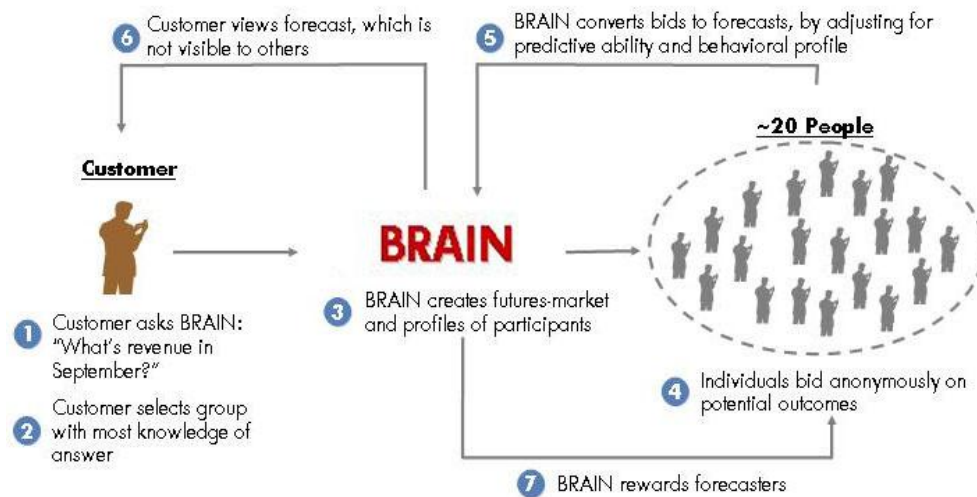 6 Customer views forecast, which is
not visible to others
5 BRAIN converts bids to forecasts, by adjusting for
predictive ability and behavioral profile
~20 People
Customer
BRAIN
1 Customer asks BRAIN:
"What's revenue in
September?"
2 Customer selects group
with most knowledge of
answer
3 BRAIN creates futures-market
and profiles of participants
4 Individuals bid anonymously on
potential outcomes
7 BRAIN rewards forecasters